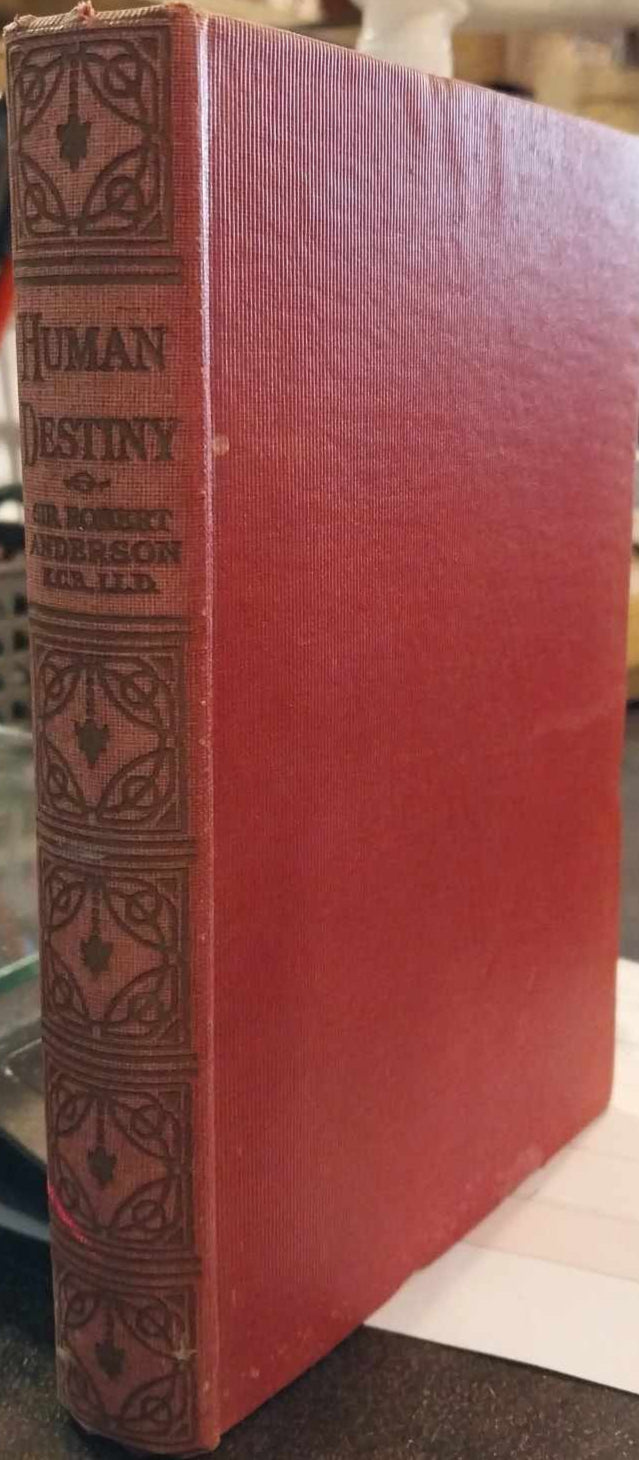 HUMAN
DESTINY
SIR ROBERT
ANDERSON
K.C.B., LL.D.